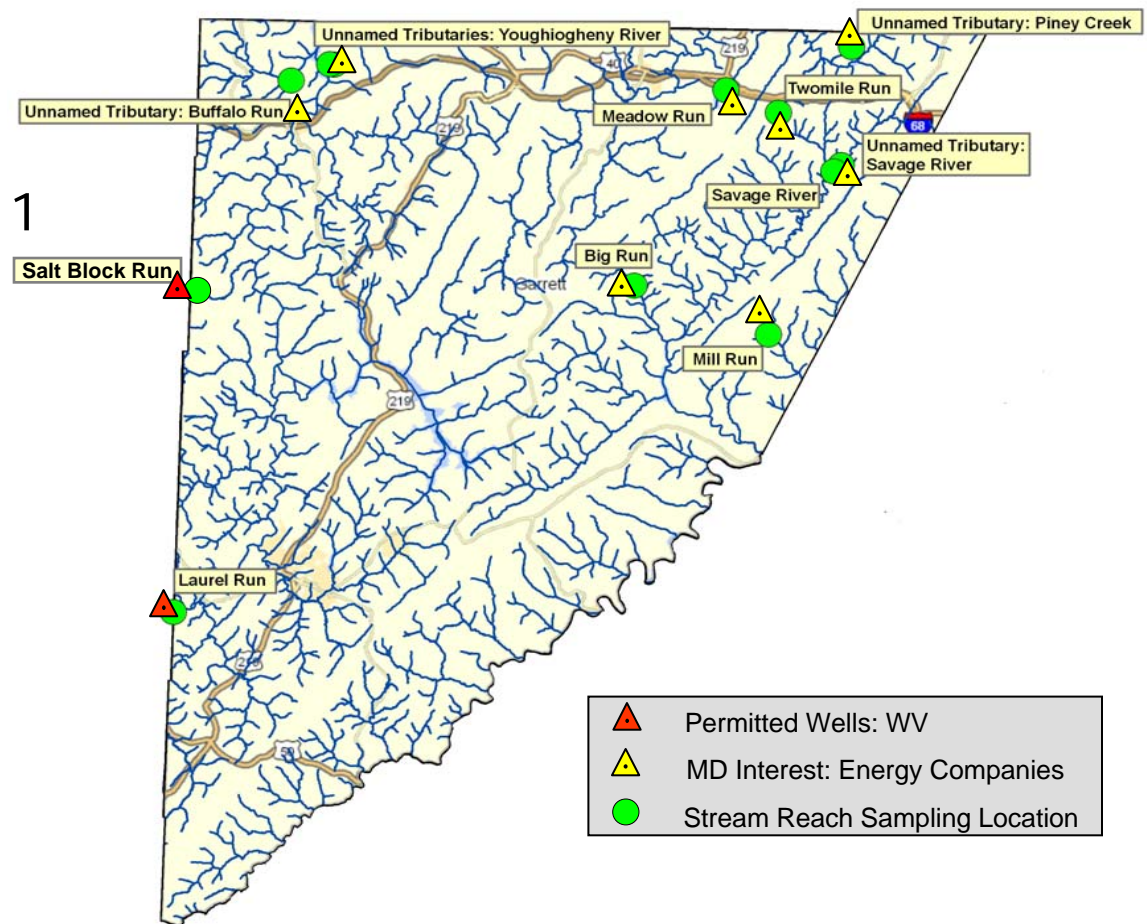 Unnamed Tributary: Piney Creek
Unnamed Tributaries: Youghiogheny River
219
40
Twomile Run
Unnamed Tributary: Buffalo Run
Meadow Run
68
219
Unnamed Tributary:
Savage River
Savage River
1
Salt Block Run
Big Run
Garrett
Mill Run
219
Laurel Run
219
50
Permitted Wells: WV
MD Interest: Energy Companies
Stream Reach Sampling Location